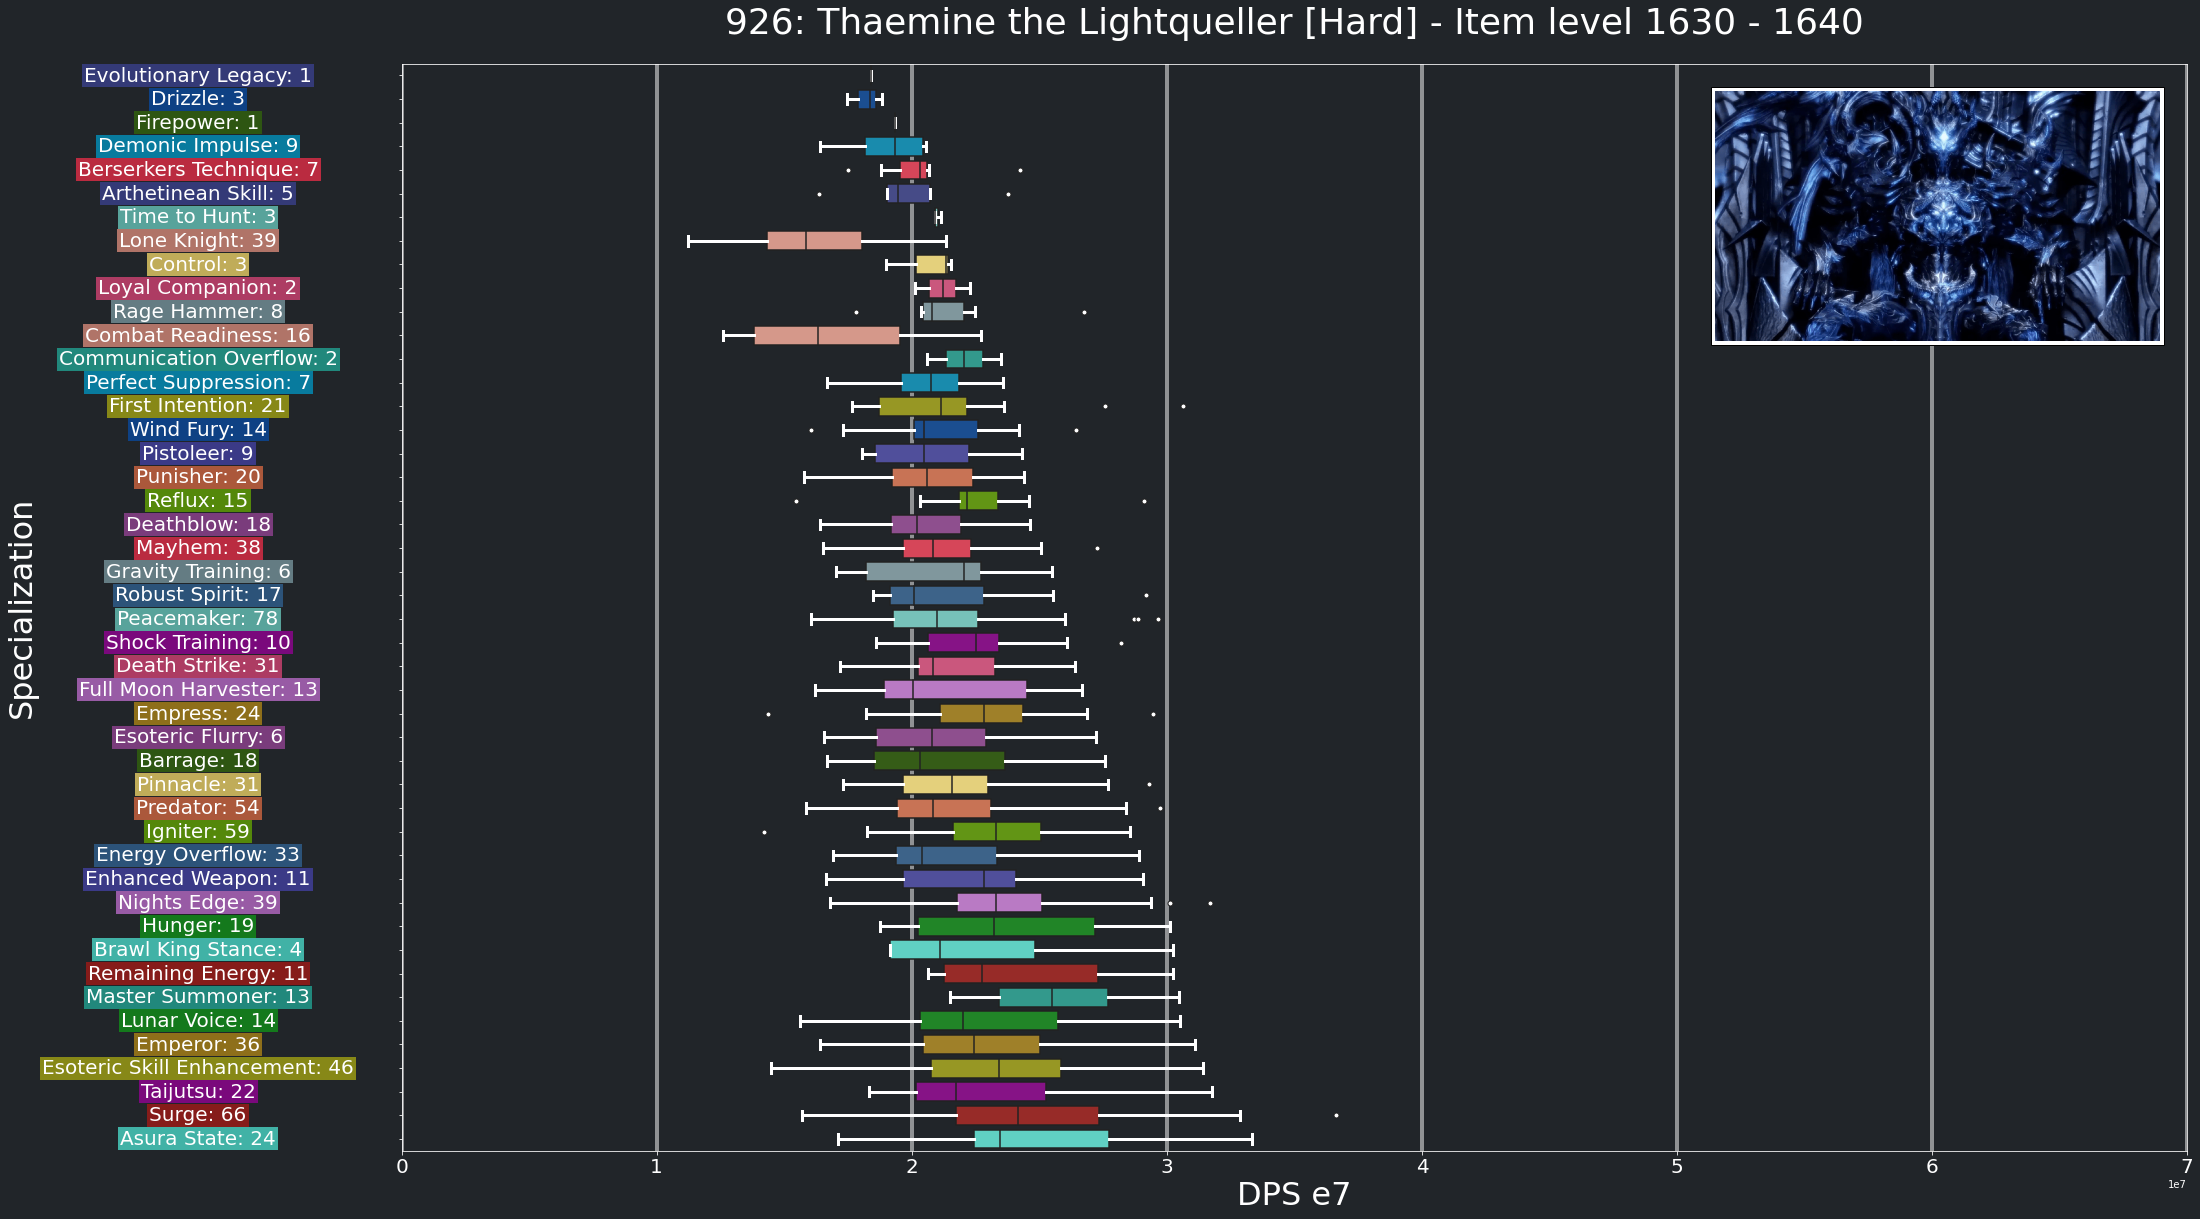 926: Thaemine the Lightqueller [Hard] - Item level 1630 - 1640
Evolutionary Legacy: 1
Drizzle: 3
Firepower: 1
Demonic Impulse: 9
Berserkers Technique: 7
Arthetinean Skill: 5
Time to Hunt: 3
Lone Knight: 39
Control: 3
Loyal Companion: 2
Rage Hammer: 8
Combat Readiness: 16
Communication Overflow: 2
Perfect Suppression: 7
First Intention: 21
Wind Fury: 14
Pistoleer: 9
Punisher: 20
Reflux: 15
Deathblow: 18
Mayhem: 38
Gravity Training: 6
Robust Spirit: 17
Peacemaker: 78
Shock Training: 10
Death Strike: 31
Full Moon Harvester: 13
Empress: 24
Esoteric Flurry: 6
Barrage: 18
Pinnacle: 31
Predator: 54
Igniter: 59
Energy Overflow: 33
Enhanced Weapon: 11
Nights Edge: 39
Hunger: 19
Brawl King Stance: 4
Remaining Energy: 11
Master Summoner: 13
Lunar Voice: 14
Emperor: 36
Esoteric Skill Enhancement: 46
Taijutsu: 22
Surge: 66
Asura State: 24
Specialization
0 1 2 3 4 5 6 7
1e7
DPS e7